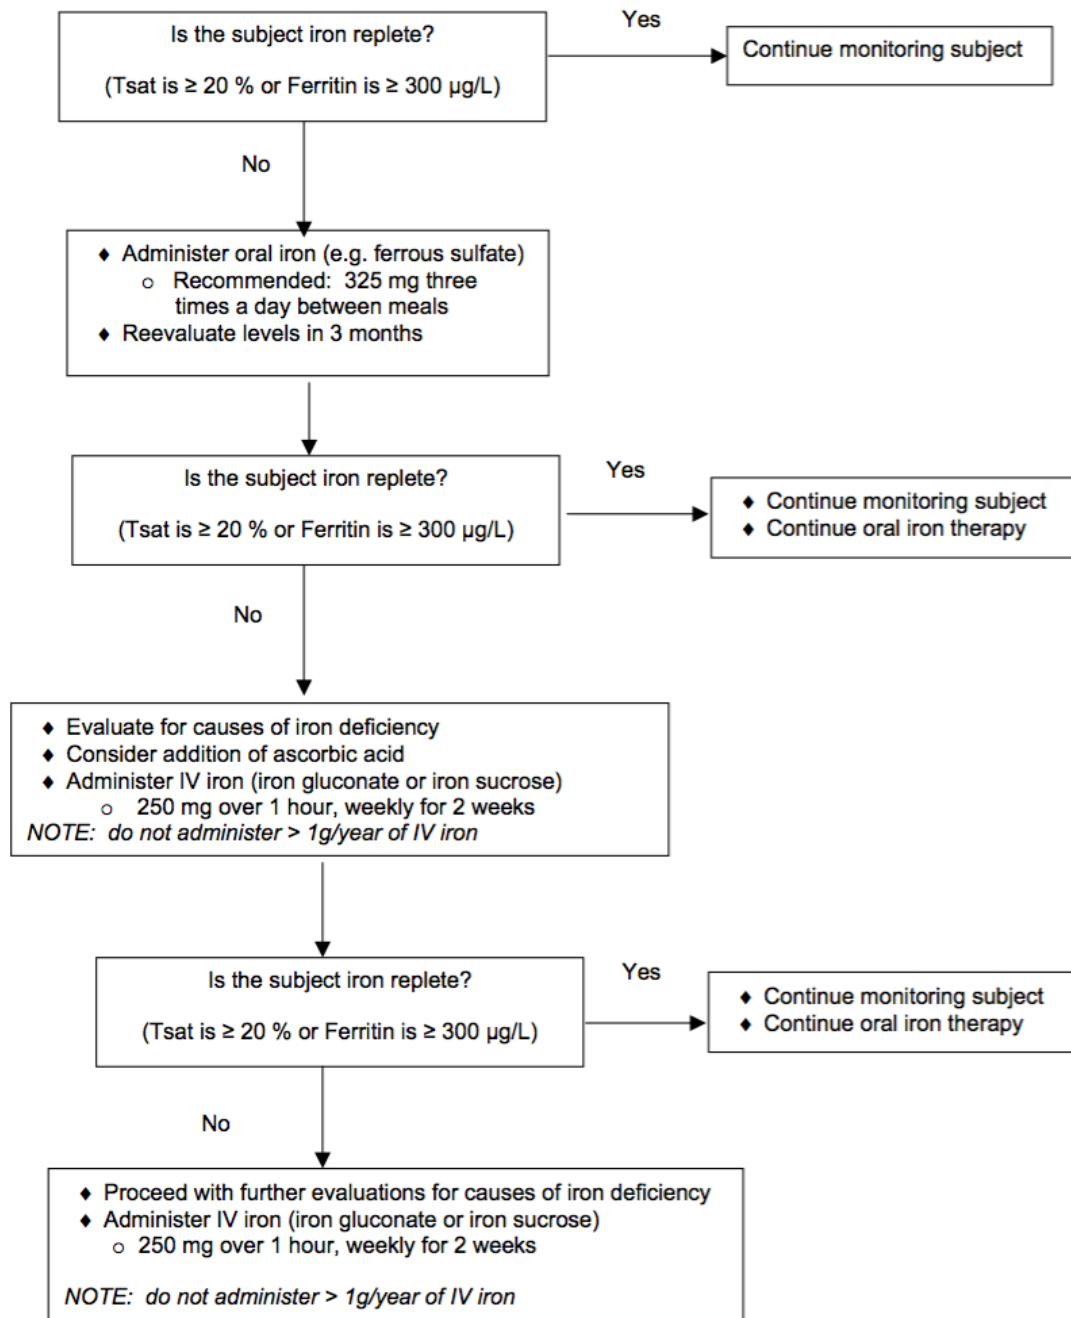 Is the subject iron replete?
(Tsat is ≥ 20 % or Ferritin is ≥ 300 µg/L)
Yes
Continue monitoring subject
No
♦ Administer oral iron (e.g. ferrous sulfate)
o Recommended: 325 mg three
times a day between meals
♦ Reevaluate levels in 3 months
Is the subject iron replete?
(Tsat is ≥ 20 % or Ferritin is ≥ 300 µg/L)
Yes
♦ Continue monitoring subject
♦ Continue oral iron therapy
No
♦ Evaluate for causes of iron deficiency
♦ Consider addition of ascorbic acid
♦ Administer IV iron (iron gluconate or iron sucrose)
o 250 mg over 1 hour, weekly for 2 weeks
NOTE: do not administer > 1g/year of IV iron
Is the subject iron replete?
(Tsat is ≥ 20 % or Ferritin is ≥ 300 µg/L)
Yes
♦ Continue monitoring subject
♦ Continue oral iron therapy
No
♦ Proceed with further evaluations for causes of iron deficiency
♦ Administer IV iron (iron gluconate or iron sucrose)
o 250 mg over 1 hour, weekly for 2 weeks
NOTE: do not administer > 1g/year of IV iron